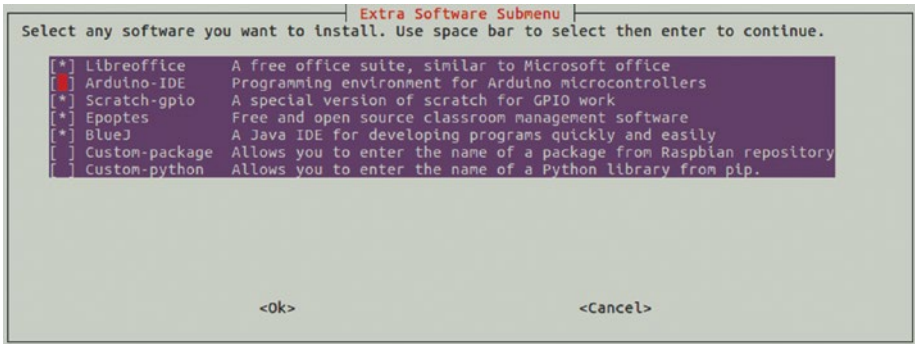 Extra Software Submenu
Select any software you want to install. Use space bar to select then enter to continue.
[*] Libreoffice A free office suite, similar to Microsoft office
[ ] Arduino-IDE Programming environment for Arduino microcontrollers
[*] Scratch-gpio A special version of scratch for GPIO work
[*] Epoptes Free and open source classroom management software
[*] BlueJ A Java IDE for developing programs quickly and easily
[ ] Custom-package Allows you to enter the name of a package from Raspbian repository
[ ] Custom-python Allows you to enter the name of a Python library from pip.
<Ok> <Cancel>